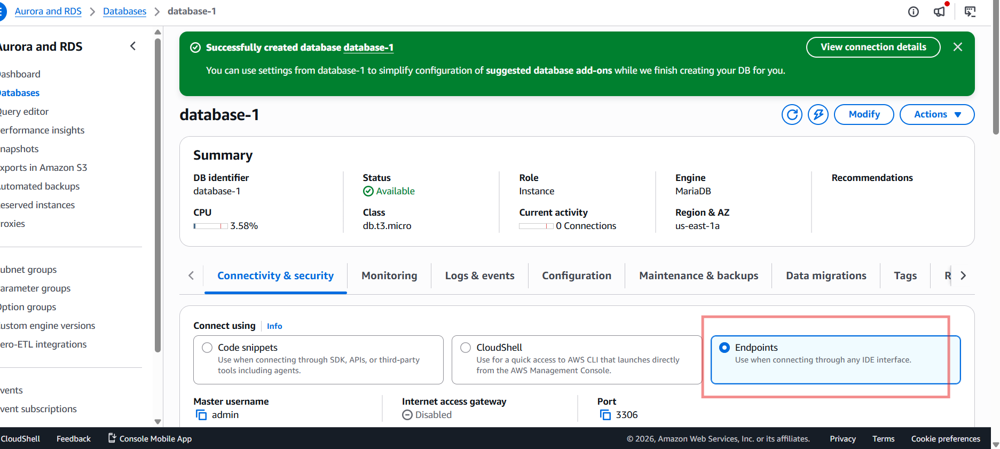 Aurora and RDS > Databases > database-1
Aurora and RDS
ashboard
atabases
Query editor
erformance insights
napshots
xports in Amazon S3
utomated backups
eserved instances
roxies
ubnet groups
arameter groups
Option groups
ustom engine versions
ero-ETL integrations
vents
vent subscriptions
Successfully created database database-1
View connection details
You can use settings from database-1 to simplify configuration of suggested database add-ons while we finish creating your DB for you.
database-1
Modify
Actions
Summary
DB identifier
database-1
Status
Available
Role
Instance
Engine
MariaDB
Recommendations
CPU
3.58%
Class
db.t3.micro
Current activity
0 Connections
Region & AZ
us-east-1a
Connectivity & security
Monitoring
Logs & events
Configuration
Maintenance & backups
Data migrations
Tags
R
Connect using
Info
Code snippets
Use when connecting through SDK, APIs, or third-party
tools including agents.
CloudShell
Use for a quick access to AWS CLI that launches directly
from the AWS Management Console.
Endpoints
Use when connecting through any IDE interface.
Master username
admin
Internet access gateway
Disabled
Port
3306
CloudShell
Feedback
Console Mobile App
© 2026, Amazon Web Services, Inc. or its affiliates.
Privacy
Terms
Cookie preferences